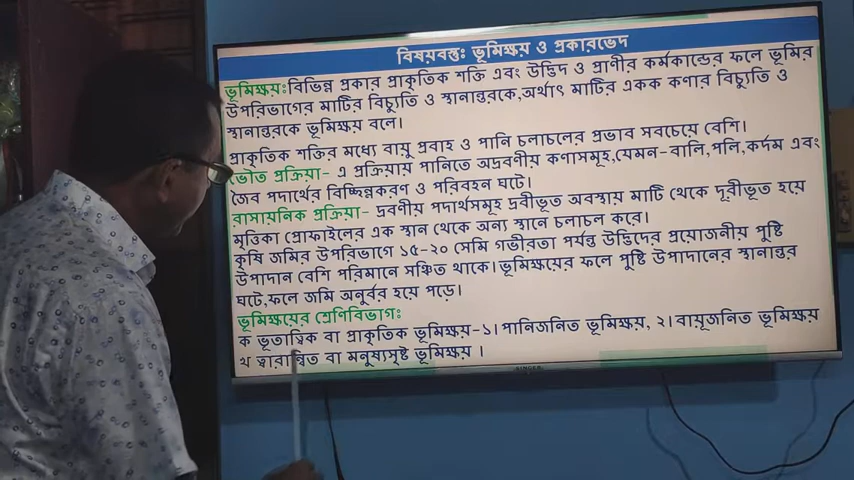 বিষয়বস্তুঃ ভূমিক্ষয় ও প্রকারভেদ
ভূমিক্ষয়ঃবিভিন্ন প্রকার প্রাকৃতিক শক্তি এবং উদ্ভিদ ও প্রাণীর কর্মকান্ডের ফলে ভূমির
উপরিভাগের মাটির বিচ্যুতি ও স্থানান্তরকে,অর্থাৎ মাটির একক কণার বিচ্যুতি ও
স্থানান্তরকে ভূমিক্ষয় বলে।
প্রাকৃতিক শক্তির মধ্যে বায়ু প্রবাহ ও পানি চলাচলের প্রভাব সবচেয়ে বেশি।
ভৌত প্রক্রিয়া- এ প্রক্রিয়ায় পানিতে অদ্রবণীয় কণাসমূহ,যেমন-বালি,পলি,কর্দম এবং
জৈব পদার্থের বিচ্ছিন্নকরণ ও পরিবহন ঘটে।
রাসায়নিক প্রক্রিয়া- দ্রবণীয় পদার্থসমূহ দ্রবীভূত অবস্থায় মাটি থেকে দূরীভূত হয়ে
মৃত্তিকা প্রোফাইলের এক স্থান থেকে অন্য স্থানে চলাচল করে।
কৃষি জমির উপরিভাগে ১৫-২০ সেমি গভীরতা পর্যন্ত উদ্ভিদের প্রয়োজনীয় পুষ্টি
উপাদান বেশি পরিমানে সঞ্চিত থাকে। ভূমিক্ষয়ের ফলে পুষ্টি উপাদানের স্থানান্তর
ঘটে,ফলে জমি অনুর্বর হয়ে পড়ে।
ভূমিক্ষয়ের শ্রেণিবিভাগঃ
ক ভূতাত্বিক বা প্রাকৃতিক ভূমিক্ষয়-১। পানিজনিত ভূমিক্ষয়, ২। বায়ূজনিত ভূমিক্ষয়
খ ত্বারান্বিত বা মনুষ্যসৃষ্ট ভূমিক্ষয় ।
SINGER